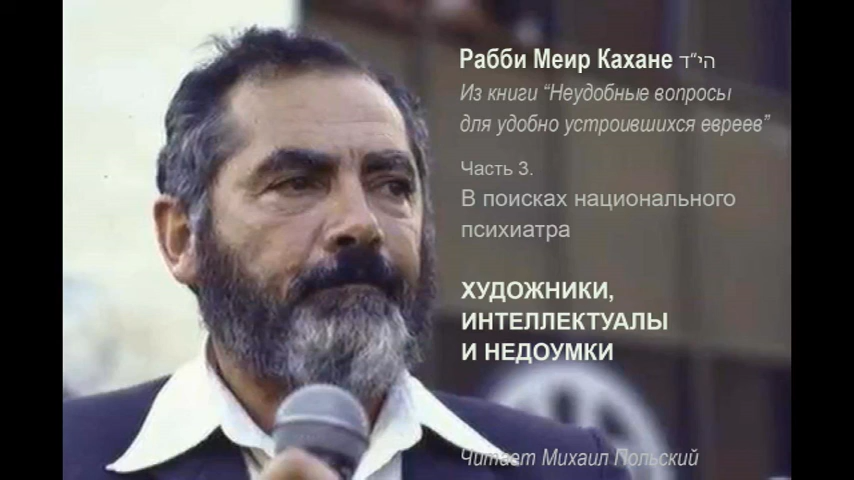 Рабби Меир Кахане הי"ד
Из книги “Неудобные вопросы
для удобно устроившихся евреев”
Часть 3.
В поисках национального
психиатра
ХУДОЖНИКИ,
ИНТЕЛЛЕКТУАЛЫ
И НЕДОУМКИ
Читает Михаил Польский